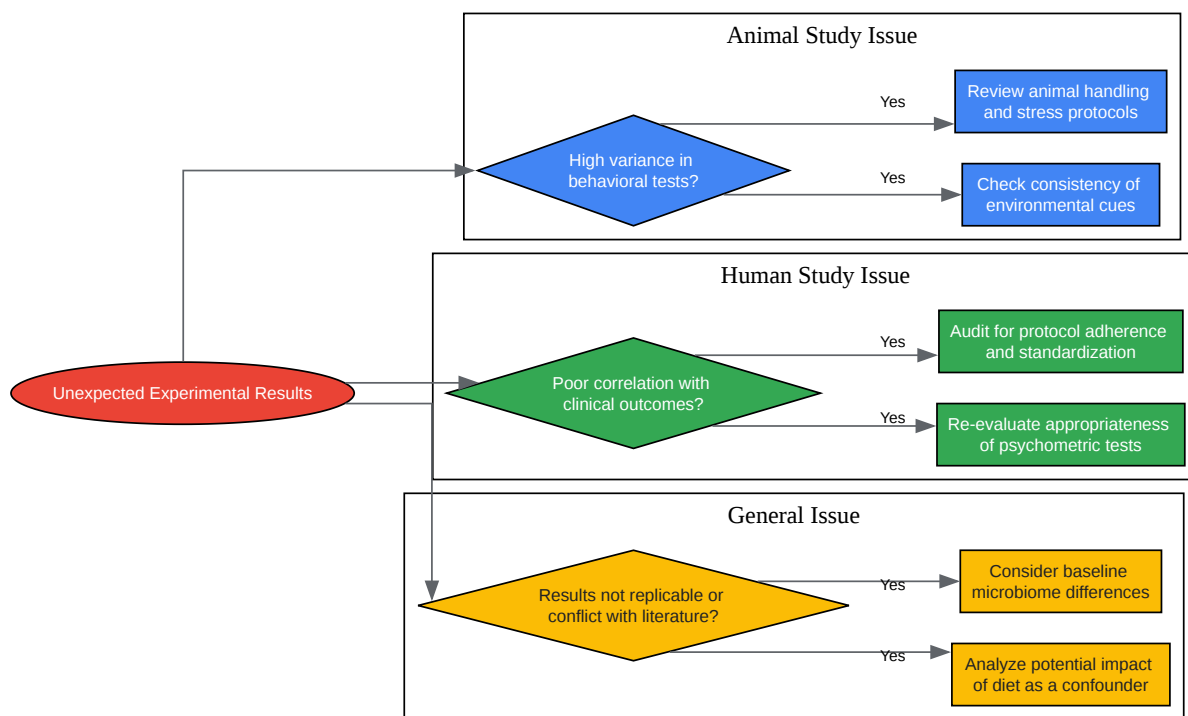 Animal Study Issue
High variance in
behavioral tests?
Yes
Review animal handling
and stress protocols
Yes
Check consistency of
environmental cues
Unexpected Experimental Results
Human Study Issue
Poor correlation with
clinical outcomes?
Yes
Audit for protocol adherence
and standardization
Yes
Re-evaluate appropriateness
of psychometric tests
General Issue
Results not replicable or
conflict with literature?
Yes
Consider baseline
microbiome differences
Yes
Analyze potential impact
of diet as a confounder